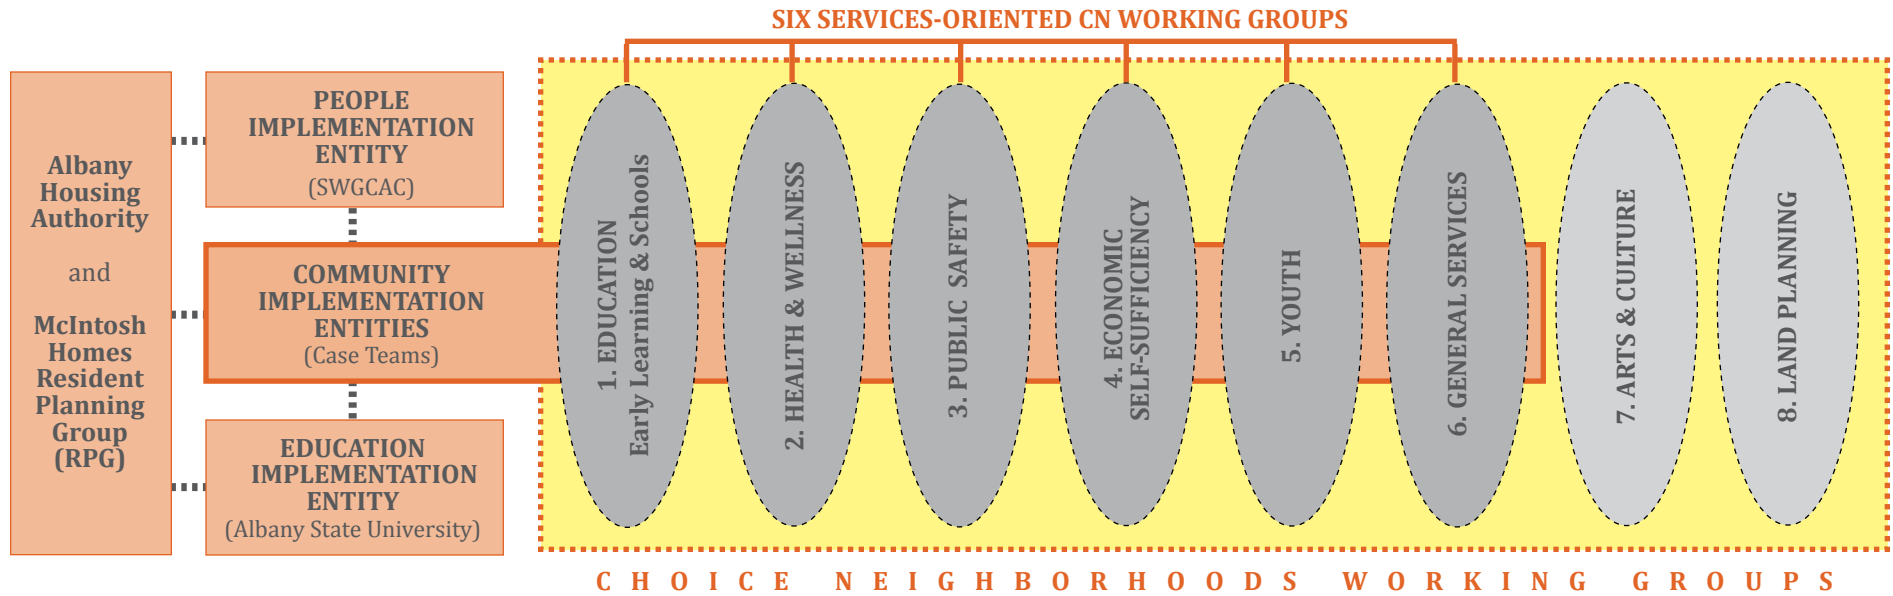 SIX SERVICES-ORIENTED CN WORKING GROUPS
Albany
Housing
Authority
and
McIntosh
Homes
Resident
Planning
Group
(RPG)
PEOPLE
IMPLEMENTATION
ENTITY
(SWGCAC)
COMMUNITY
IMPLEMENTATION
ENTITIES
(Case Teams)
EDUCATION
IMPLEMENTATION
ENTITY
(Albany State University)
1. EDUCATION
Early Learning & Schools
2. HEALTH & WELLNESS
3. PUBLIC SAFETY
4. ECONOMIC
SELF-SUFFICIENCY
5. YOUTH
6. GENERAL SERVICES
7. ARTS & CULTURE
8. LAND PLANNING
CHOICE NEIGHBORHOODS WORKING GROUPS